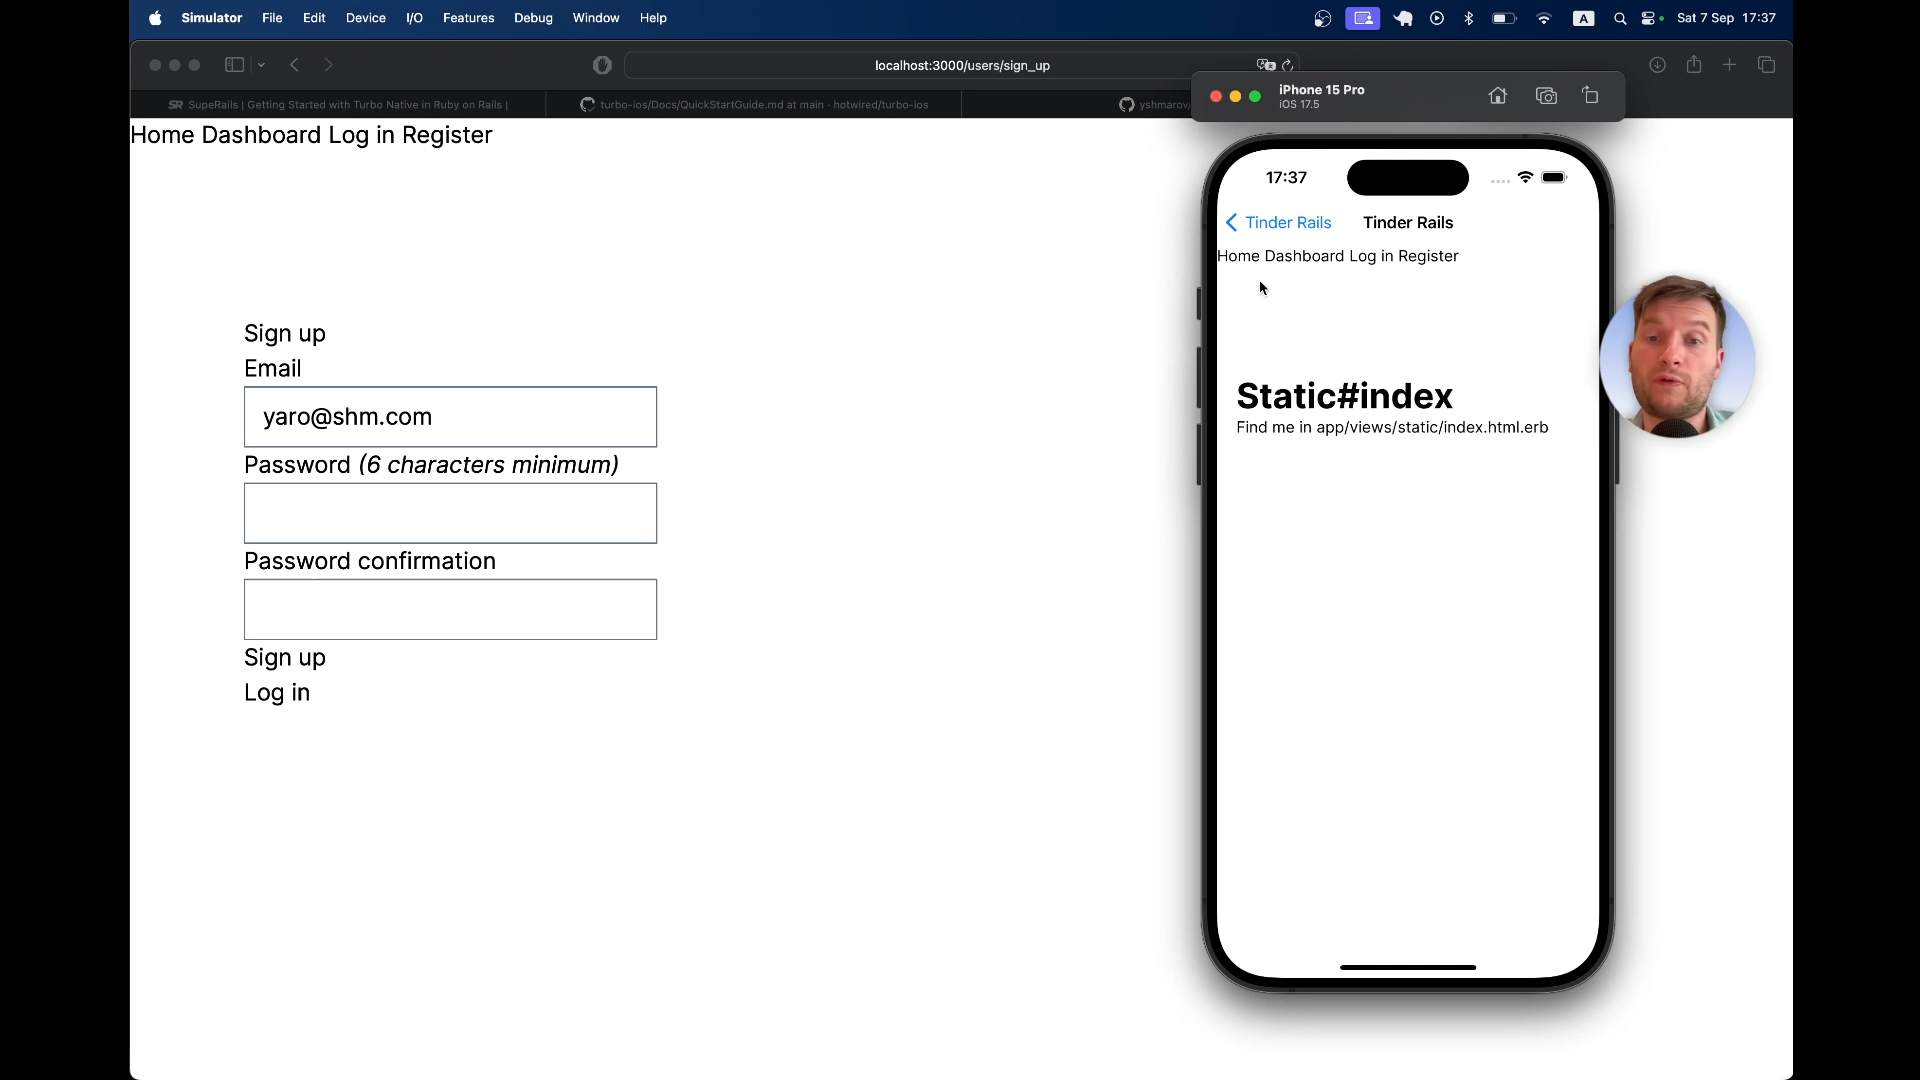 Simulator File Edit Device I/O Features Debug Window Help
A Sat 7 Sep 17:37
localhost:3000/users/sign_up
SR SupeRails | Getting Started with Turbo Native in Ruby on Rails |
turbo-ios/Docs/QuickStartGuide.md at main · hotwired/turbo-ios
yshmarov/
iPhone 15 Pro
iOS 17.5
Home Dashboard Log in Register
Sign up
Email
yaro@shm.com
Password (6 characters minimum)
Password confirmation
Sign up
Log in
17:37
Tinder Rails Tinder Rails
Home Dashboard Log in Register
Static#index
Find me in app/views/static/index.html.erb